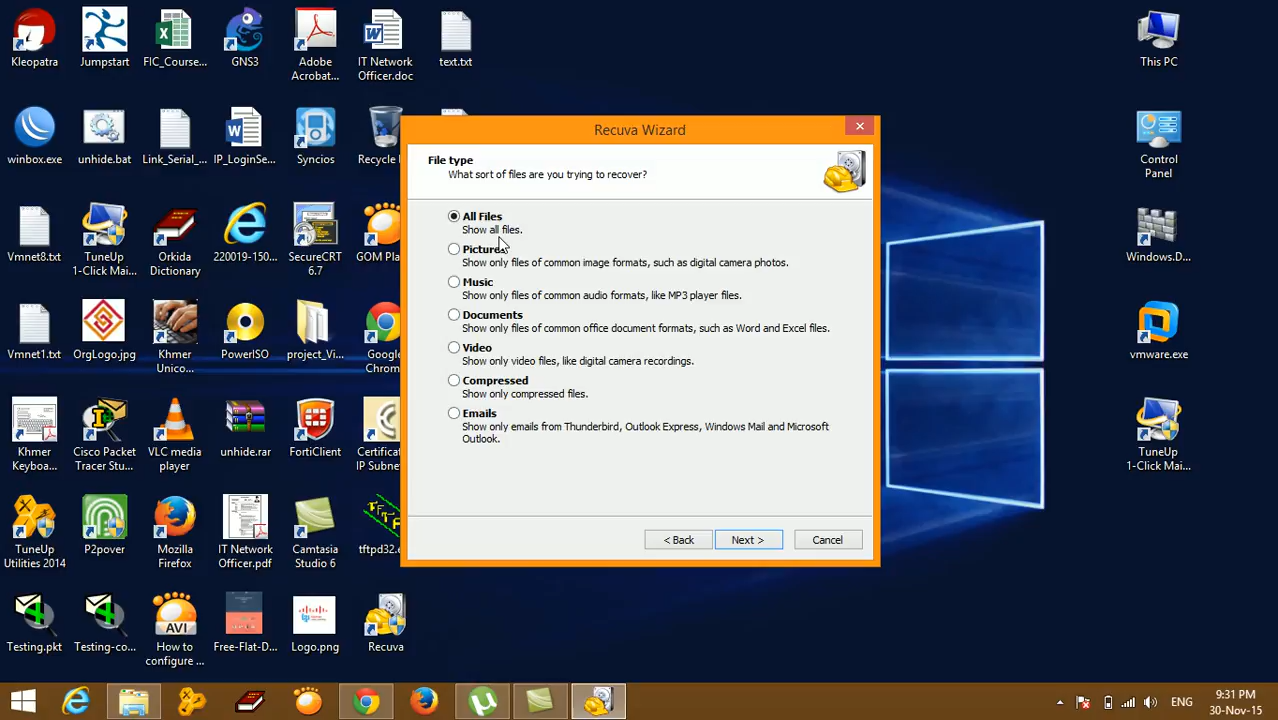 Kleopatra
Jumpstart
FIC_Course...
GNS3
Adobe
Acrobat...
IT Network
Officer.doc
text.txt
This PC
winbox.exe
unhide.bat
Link_Serial_...
IP_LoginSe...
Syncios
Recycle
Control
Panel
Vmnet8.txt
TuneUp
1-Click Mai...
Orkida
Dictionary
220019-150...
SecureCRT
6.7
GOM Pla
Windows.D...
Vmnet1.txt
OrgLogo.jpg
Khmer
Unico...
PowerISO
project_Vi...
Google
Chrom
vmware.exe
Khmer
Keyboa...
Cisco Packet
Tracer Stu...
VLC media
player
unhide.rar
FortiClient
Certificat
IP Subnet
TuneUp
1-Click Mai...
TuneUp
Utilities 2014
P2pover
Mozilla
Firefox
IT Network
Officer.pdf
Camtasia
Studio 6
tftpd32.e
Testing.pkt
Testing-co...
AVI
How to
configure ...
Free-Flat-D...
Logo.png
Recuva
Recuva Wizard
File type
What sort of files are you trying to recover?
All Files
Show all files.
Pictures
Show only files of common image formats, such as digital camera photos.
Music
Show only files of common audio formats, like MP3 player files.
Documents
Show only files of common office document formats, such as Word and Excel files.
Video
Show only video files, like digital camera recordings.
Compressed
Show only compressed files.
Emails
Show only emails from Thunderbird, Outlook Express, Windows Mail and Microsoft
Outlook.
< Back
Next >
Cancel
ENG
9:31 PM
30-Nov-15